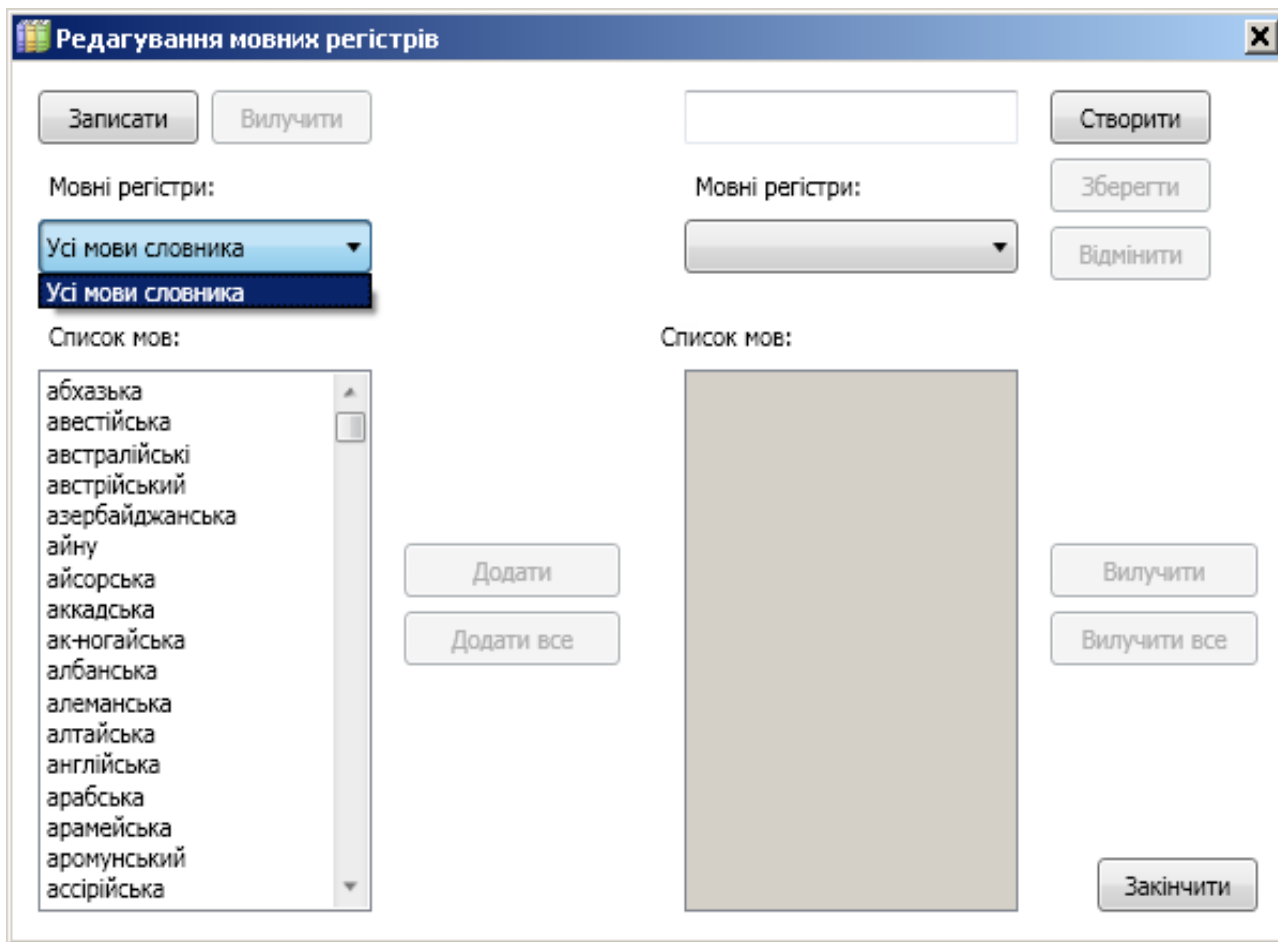 Редагування мовних регістрів
Записати Вилучити Створити
Мовні регістри: Мовні регістри: Зберегти
Усі мови словника Відмінити
Усі мови словника
Список мов: Список мов:
абхазька
авестійська
австралійські
австрійський
азербайджанська
айну
айсорська
аккадська
ак-ногайська
албанська
алеманська
алтайська
англійська
арабська
арамейська
аромунський
ассірійська
Додати
Додати все
Вилучити
Вилучити все
Закінчити